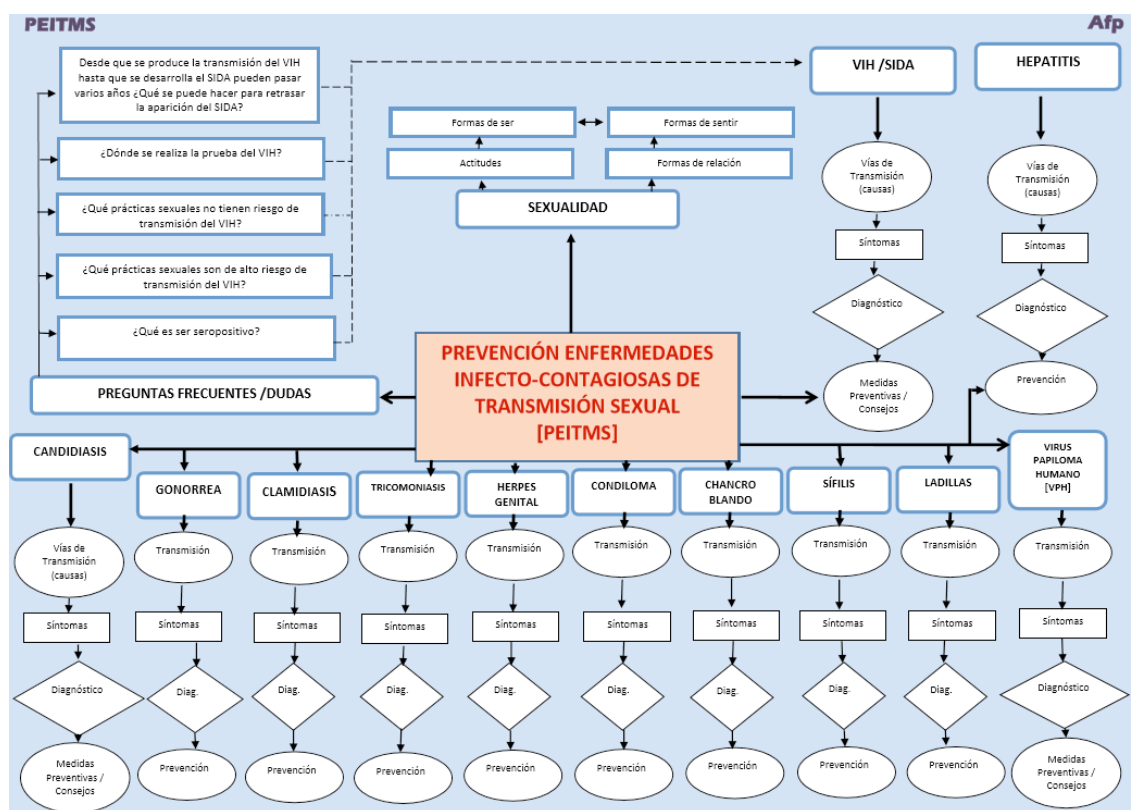 PEITMS
Afp
Desde que se produce la transmisión del VIH
hasta que se desarrolla el SIDA pueden pasar
varios años ¿Qué se puede hacer para retrasar
la aparición del SIDA?
¿Dónde se realiza la prueba del VIH?
¿Qué prácticas sexuales no tienen riesgo de
transmisión del VIH?
¿Qué prácticas sexuales son de alto riesgo de
transmisión del VIH?
¿Qué es ser seropositivo?
PREGUNTAS FRECUENTES /DUDAS
Formas de ser
Formas de sentir
Actitudes
Formas de relación
SEXUALIDAD
VIH /SIDA
Vías de
Transmisión
(causas)
Síntomas
Diagnóstico
Medidas
Preventivas /
Consejos
HEPATITIS
Vías de
Transmisión
(causas)
Síntomas
Diagnóstico
Prevención
PREVENCIÓN ENFERMEDADES
INFECTO-CONTAGIOSAS DE
TRANSMISIÓN SEXUAL
[PEITMS]
CANDIDIASIS
Vías de
Transmisión
(causas)
Síntomas
Diagnóstico
Medidas
Preventivas /
Consejos
GONORREA
Transmisión
Síntomas
Diag.
Prevención
CLAMIDIASIS
Transmisión
Síntomas
Diag.
Prevención
TRICOMONIASIS
Transmisión
Síntomas
Diag.
Prevención
HERPES
GENITAL
Transmisión
Síntomas
Diag.
Prevención
CONDILOMA
Transmisión
Síntomas
Diag.
Prevención
CHANCRO
BLANDO
Transmisión
Síntomas
Diag.
Prevención
SÍFILIS
Transmisión
Síntomas
Diag.
Prevención
LADILLAS
Transmisión
Síntomas
Diag.
Prevención
VIRUS
PAPILOMA
HUMANO
[VPH]
Transmisión
Síntomas
Diagnóstico
Medidas
Preventivas /
Consejos